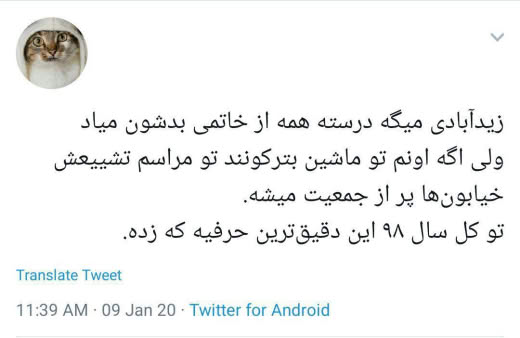 زیدآبادی میگه درسته همه از خاتمی بدشون میاد
ولی اگه اونم تو ماشین بترکونند تو مراسم تشییعش
خیابون‌ها پر از جمعیت میشه.
تو کل سال ۹۸ این دقیق‌ترین حرفیه که زده.
Translate Tweet
11:39 AM · 09 Jan 20 · Twitter for Android